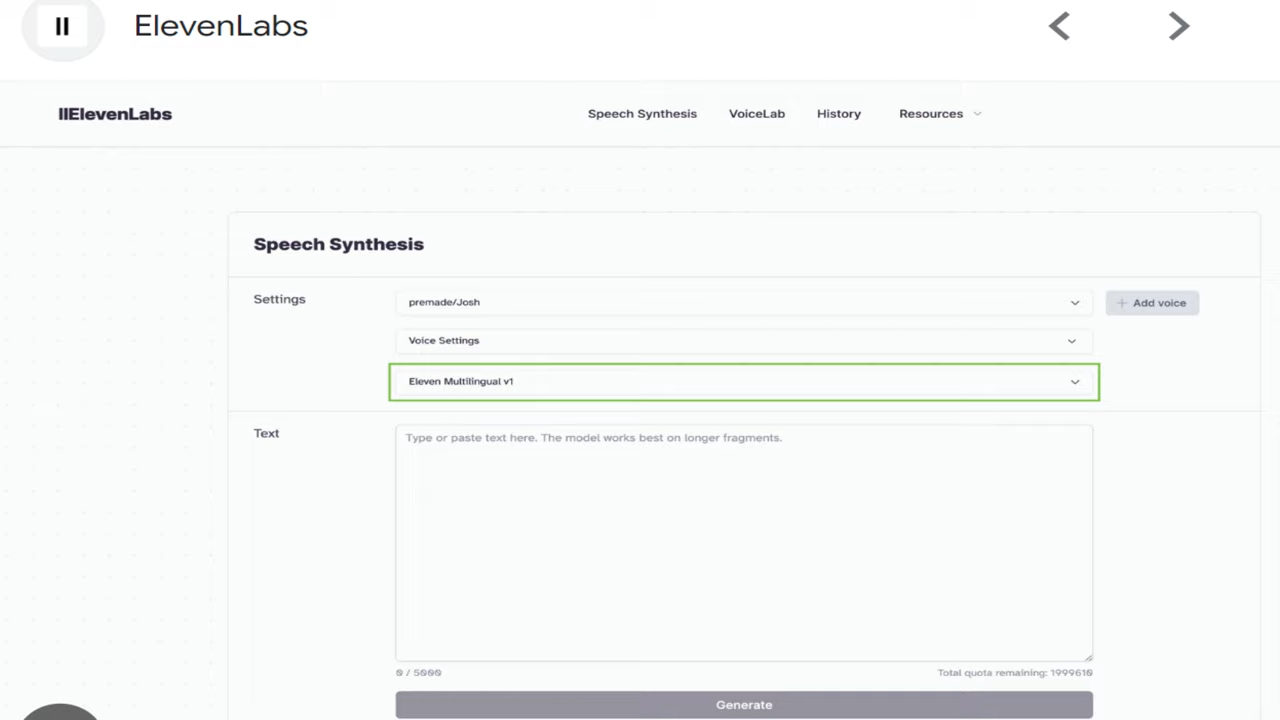 ElevenLabs
IIElevenLabs
Speech Synthesis
VoiceLab
History
Resources
Speech Synthesis
Settings
premade/Josh
+ Add voice
Voice Settings
Eleven Multilingual v1
Text
Type or paste text here. The model works best on longer fragments.
0 / 5000
Total quota remaining: 1999610
Generate